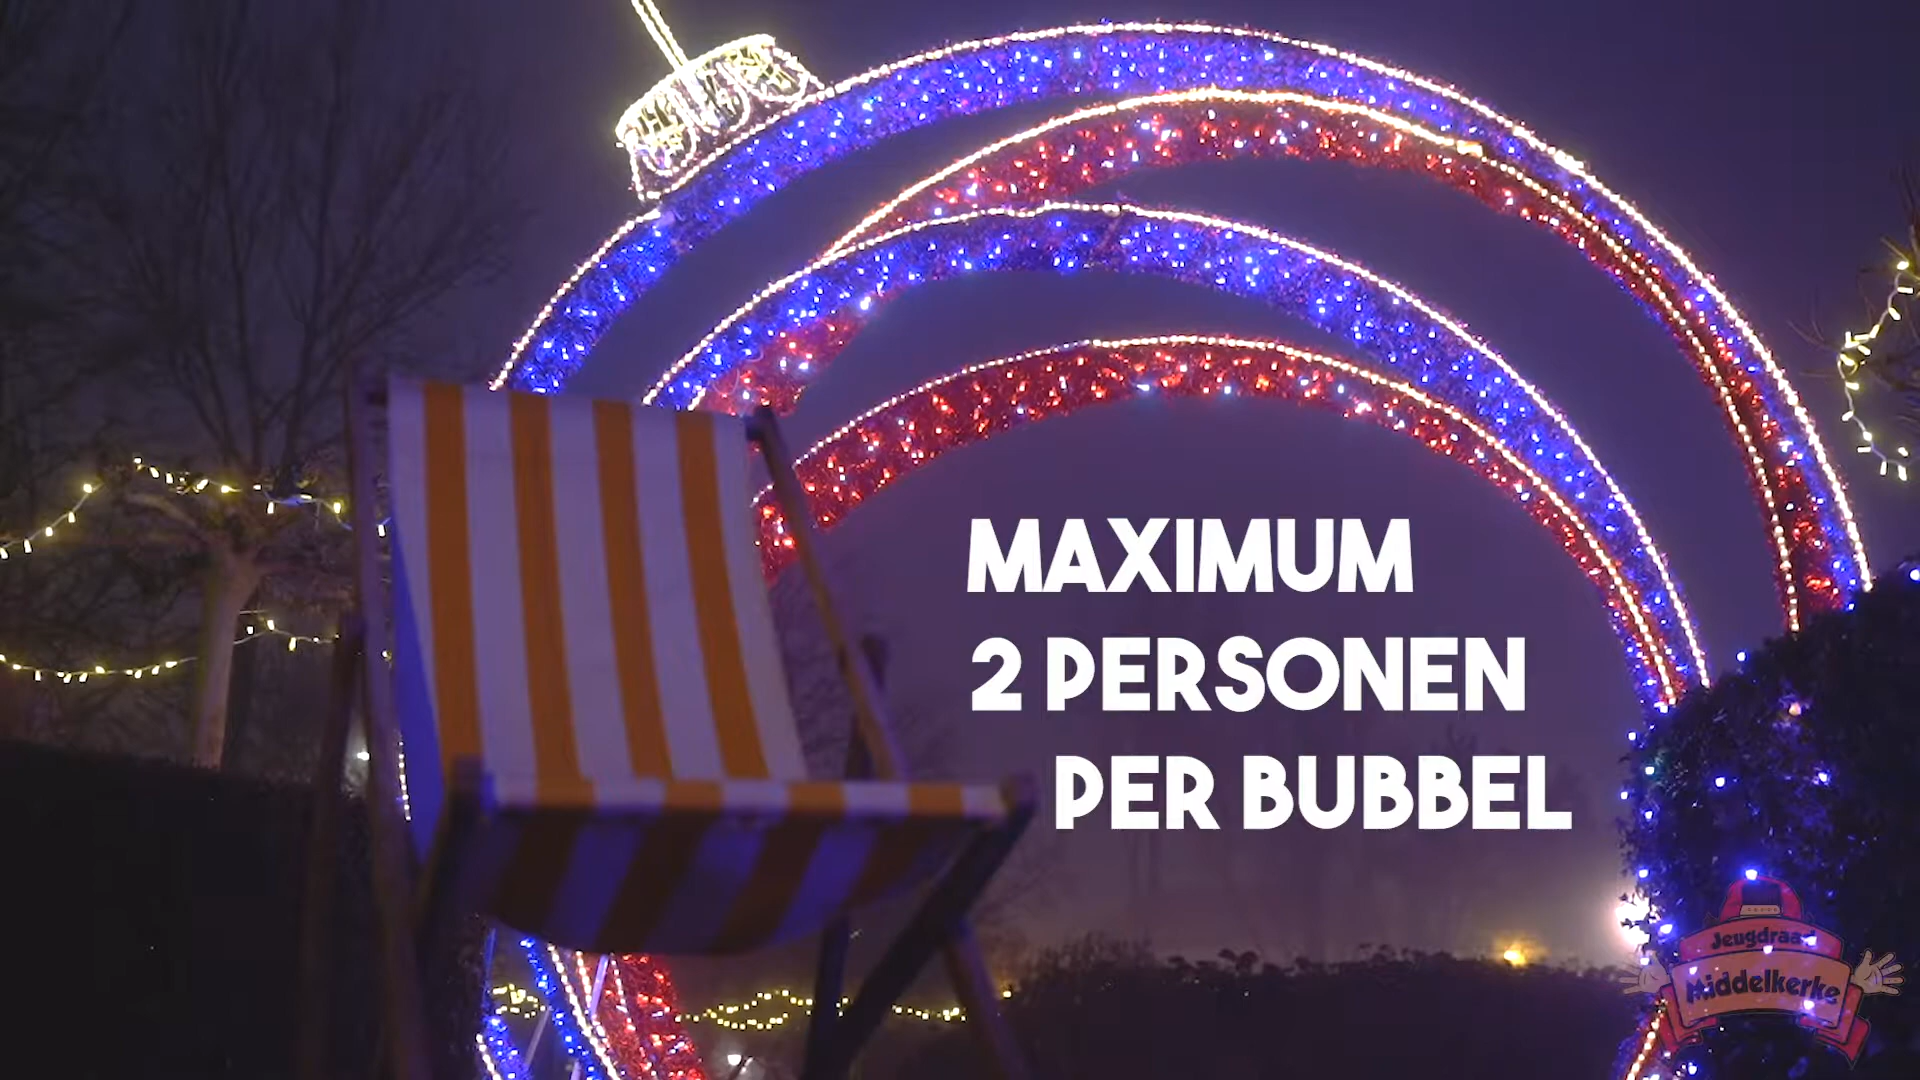 MAXIMUM
2 PERSONEN
PER BUBBEL
Jeugdraad
Middelkerke